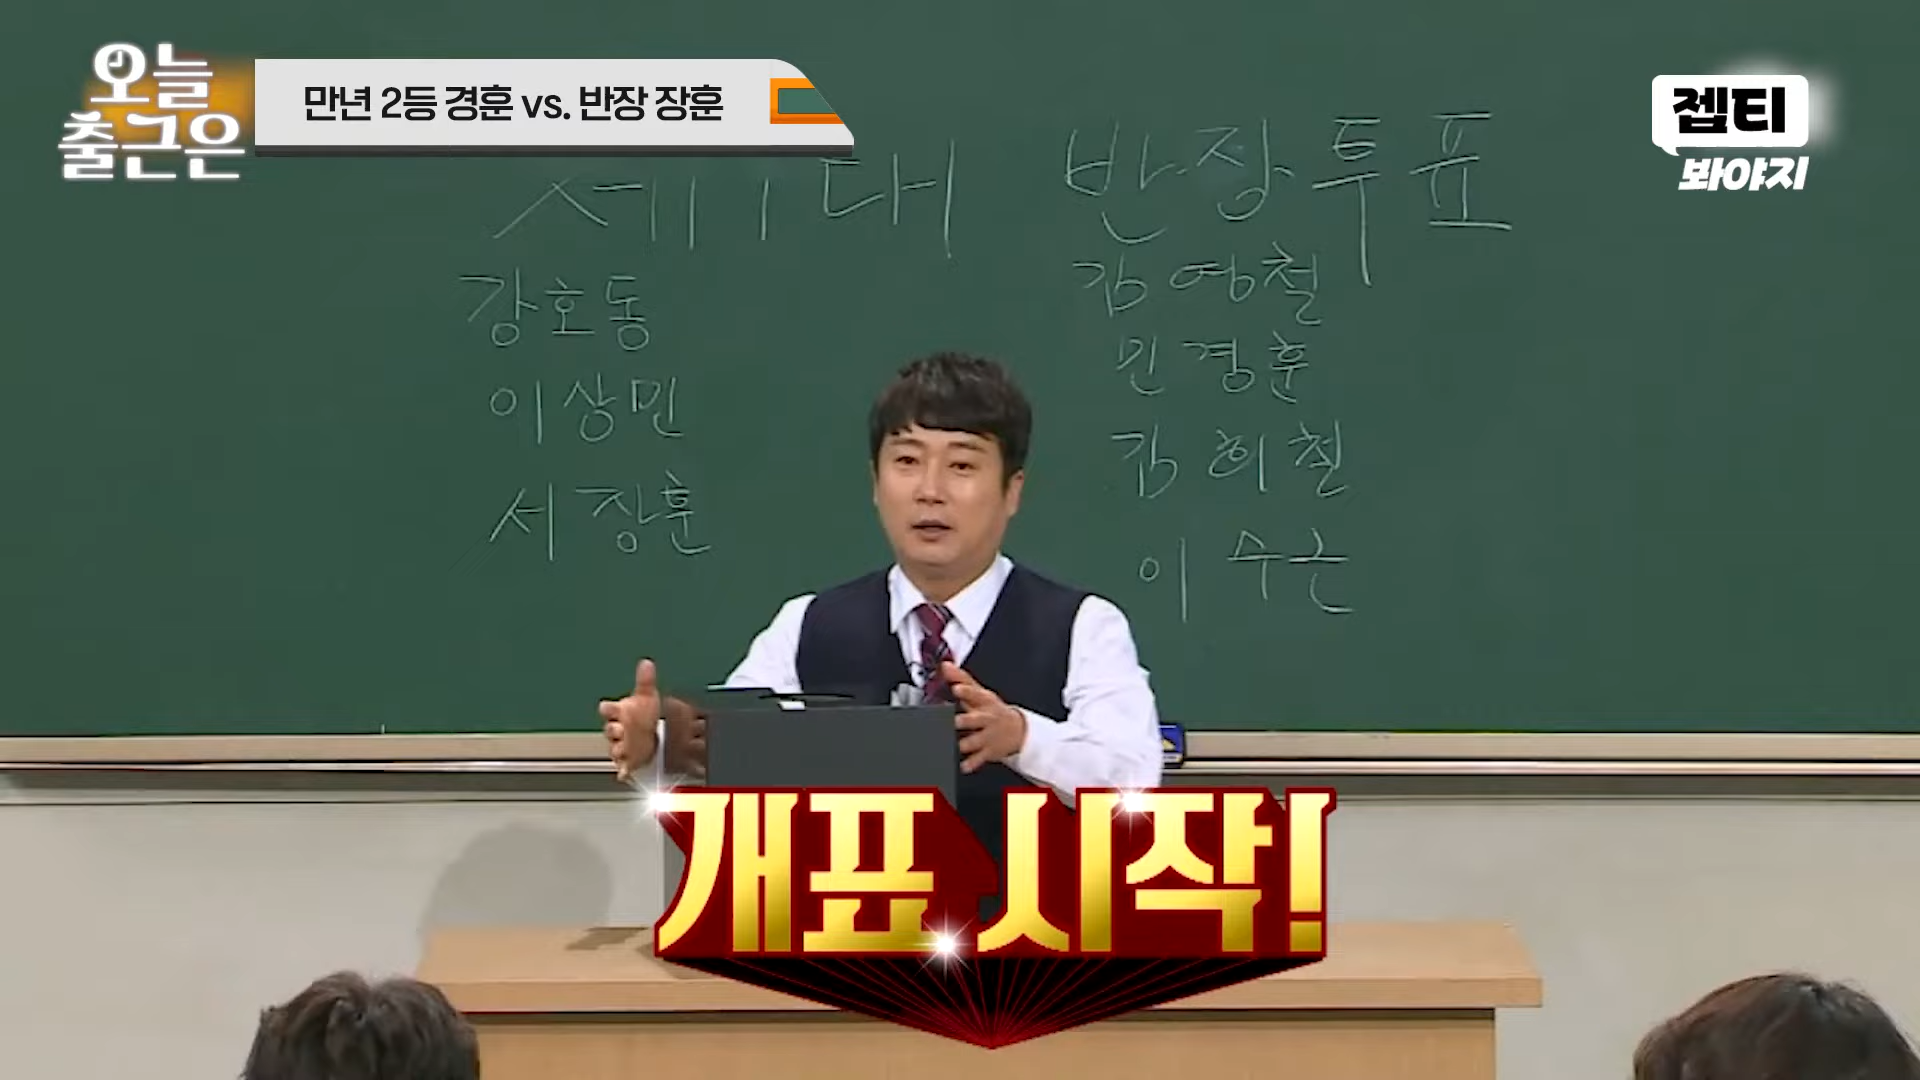 오늘
출근은
만년 2등 경훈 vs. 반장 장훈
젭티
봐야지
제1대 반장투표
강호동
이상민
서장훈
김영철
민경훈
김희철
이수근
개표 시작!